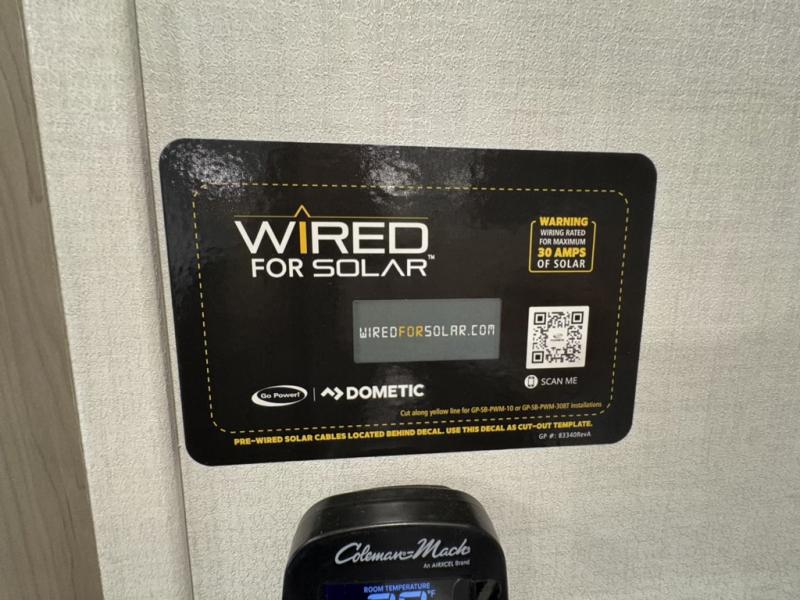 WIRED
FOR SOLAR™
WARNING
WIRING RATED
FOR MAXIMUM
30 AMPS
OF SOLAR
WIREDFORSOLAR.COM
SCAN ME
Go Power!
DOMETIC
Cut along yellow line for GP-SB-PWM-10 or GP-SB-PWM-30BT installations
PRE-WIRED SOLAR CABLES LOCATED BEHIND DECAL. USE THIS DECAL AS CUT-OUT TEMPLATE.
GP #: 83340RevA
Coleman-Mach
An AIRXCEL Brand
ROOM TEMPERATURE
°F